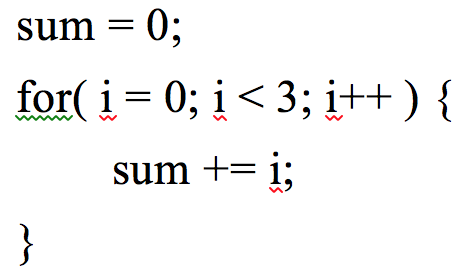 sum = 0;
for( i = 0; i < 3; i++ ) {
sum += i;
}